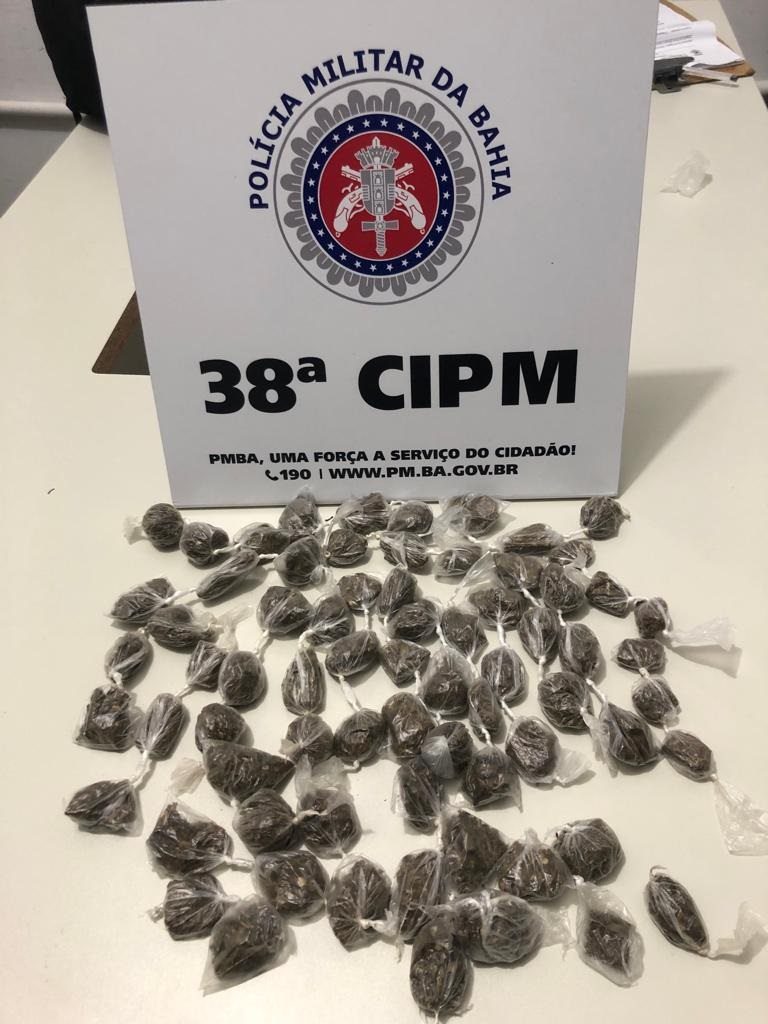 POLÍCIA MILITAR DA BAHIA
38ª CIPM
PMBA, UMA FORÇA A SERVIÇO DO CIDADÃO!
190 | WWW.PM.BA.GOV.BR